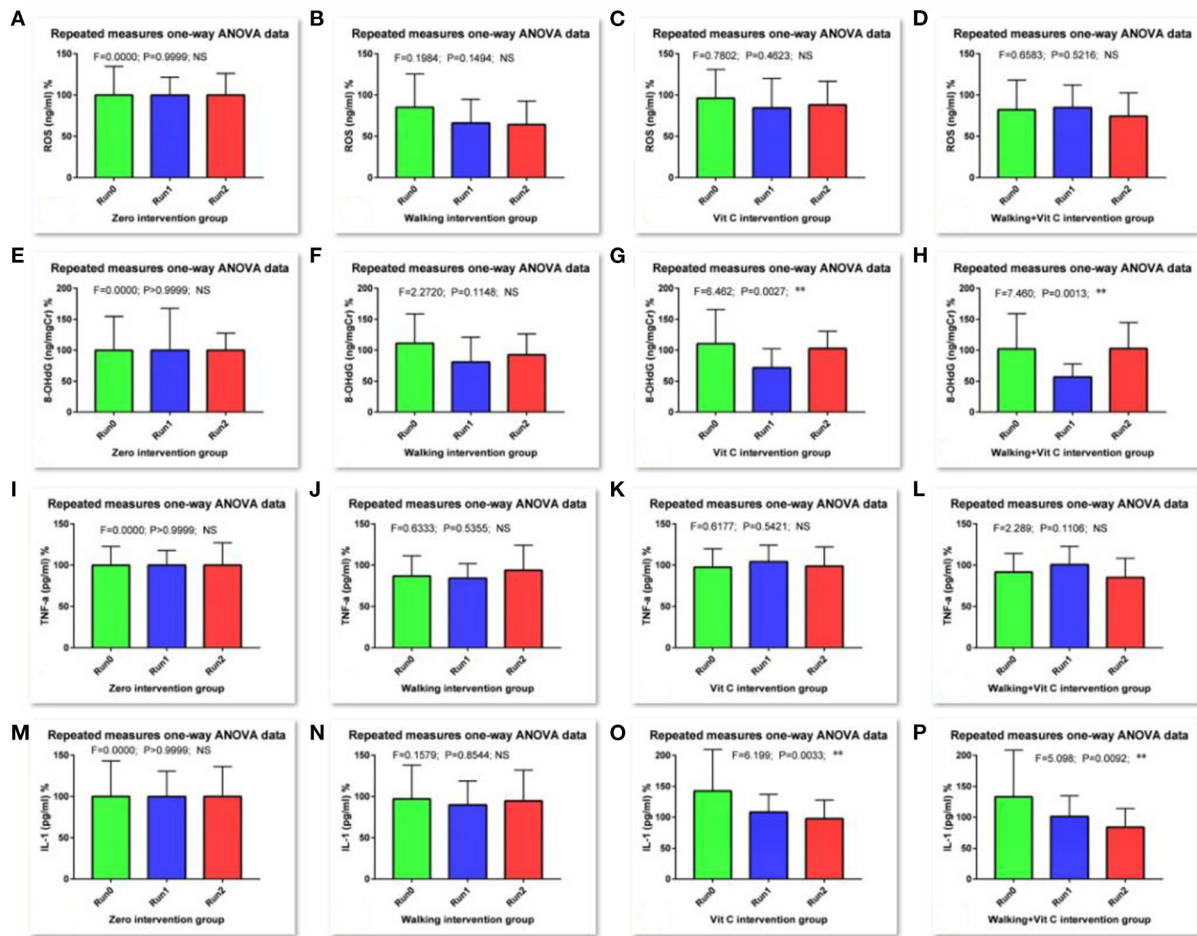 A
Repeated measures one-way ANOVA data
F=0.0000; P=0.9999; NS
150
100
50
0
ROS (ng/ml) %
Run0
Run1
Run2
Zero intervention group
B
Repeated measures one-way ANOVA data
F=0.1984; P=0.1494; NS
150
100
50
0
ROS (ng/ml) %
Run0
Run1
Run2
Walking intervention group
C
Repeated measures one-way ANOVA data
F=0.7802; P=0.4623; NS
150
100
50
0
ROS (ng/ml) %
Run0
Run1
Run2
Vit C intervention group
D
Repeated measures one-way ANOVA data
F=0.6583; P=0.5216; NS
150
100
50
0
ROS (ng/ml) %
Run0
Run1
Run2
Walking+Vit C intervention group
E
Repeated measures one-way ANOVA data
F=0.0000; P>0.9999; NS
200
150
100
50
0
8-OHdG (ng/mgCr) %
Run0
Run1
Run2
Zero intervention group
F
Repeated measures one-way ANOVA data
F=2.2720; P=0.1148; NS
200
150
100
50
0
8-OHdG (ng/mgCr) %
Run0
Run1
Run2
Walking intervention group
G
Repeated measures one-way ANOVA data
F=6.462; P=0.0027; **
200
150
100
50
0
8-OHdG (ng/mgCr) %
Run0
Run1
Run2
Vit C intervention group
H
Repeated measures one-way ANOVA data
F=7.460; P=0.0013; **
200
150
100
50
0
8-OHdG (ng/mgCr) %
Run0
Run1
Run2
Walking+Vit C intervention group
I
Repeated measures one-way ANOVA data
F=0.0000; P>0.9999; NS
150
100
50
0
TNF-a (pg/ml) %
Run0
Run1
Run2
Zero intervention group
J
Repeated measures one-way ANOVA data
F=0.6333; P=0.5355; NS
150
100
50
0
TNF-a (pg/ml) %
Run0
Run1
Run2
Walking intervention group
K
Repeated measures one-way ANOVA data
F=0.6177; P=0.5421; NS
150
100
50
0
TNF-a (pg/ml) %
Run0
Run1
Run2
Vit C intervention group
L
Repeated measures one-way ANOVA data
F=2.289; P=0.1106; NS
150
100
50
0
TNF-a (pg/ml) %
Run0
Run1
Run2
Walking+Vit C intervention group
M
Repeated measures one-way ANOVA data
F=0.0000; P>0.9999; NS
150
100
50
0
IL-1 (pg/ml) %
Run0
Run1
Run2
Zero intervention group
N
Repeated measures one-way ANOVA data
F=0.1579; P=0.8544; NS
150
100
50
0
IL-1 (pg/ml) %
Run0
Run1
Run2
Walking intervention group
O
Repeated measures one-way ANOVA data
F=6.199; P=0.0033; **
200
150
100
50
0
IL-1 (pg/ml) %
Run0
Run1
Run2
Vit C intervention group
P
Repeated measures one-way ANOVA data
F=5.098; P=0.0092; **
200
150
100
50
0
IL-1 (pg/ml) %
Run0
Run1
Run2
Walking+Vit C intervention group